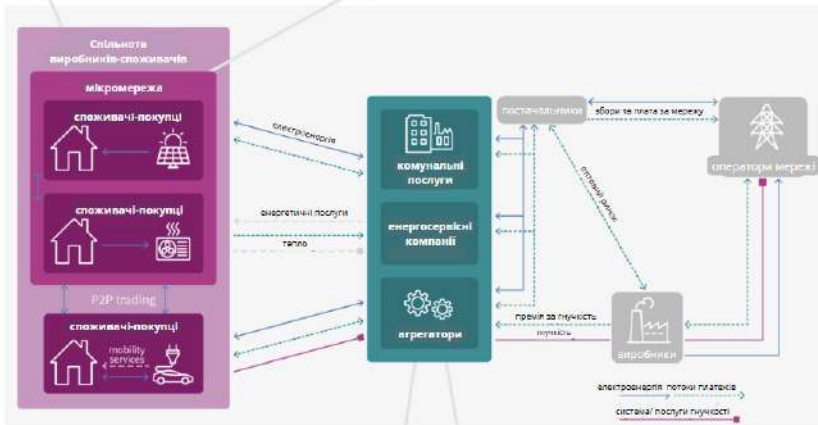 Спільнота
виробників-споживачів
мікромережа
споживачі-покупці
споживачі-покупці
P2P trading
споживачі-покупці
mobility
services
електроенергія
енергетичні послуги
тепло
комунальні
послуги
енергосервісні
компанії
агрегатори
постачальники
збори та плата за мережу
оператори мережі
оптовий ринок
премія за гнучкість
гнучкість
виробники
електроенергія потоки платежів
система/ послуги гнучкості